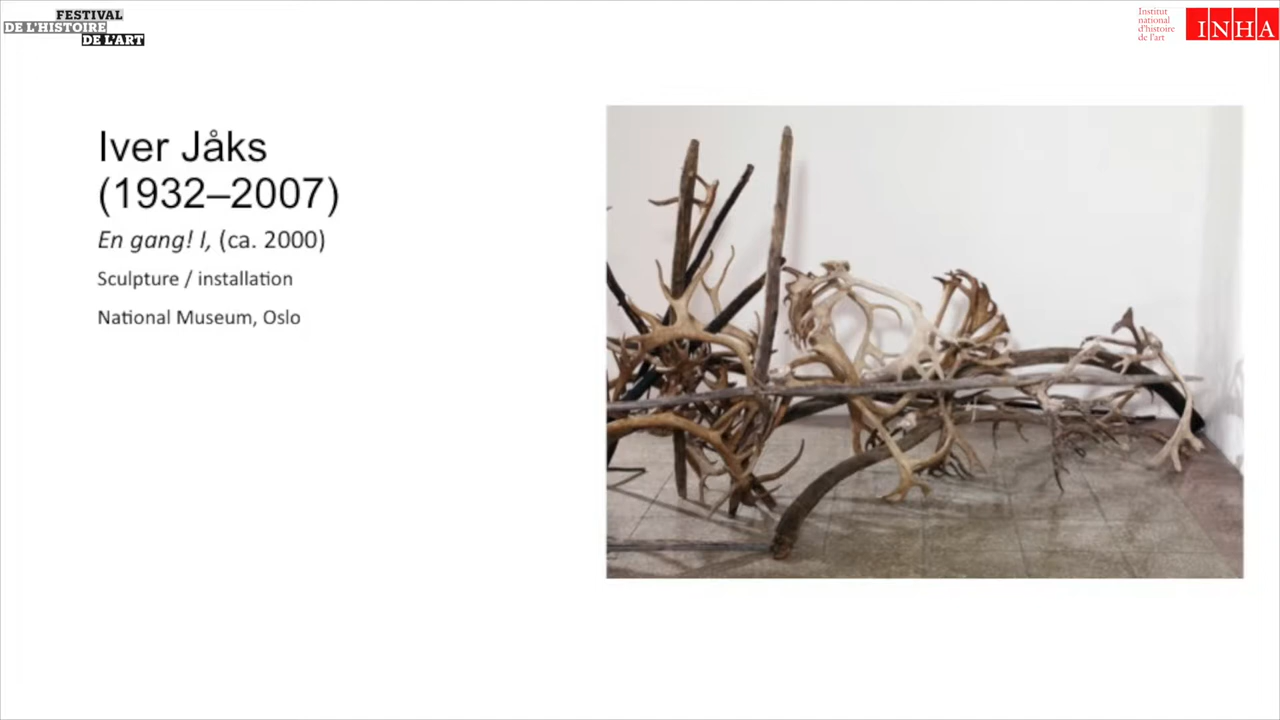 FESTIVAL
DE L'HISTOIRE
DE L'ART
Institut
national
d'histoire
de l'art
INHA
Iver Jåks
(1932–2007)
En gang! I, (ca. 2000)
Sculpture / installation
National Museum, Oslo